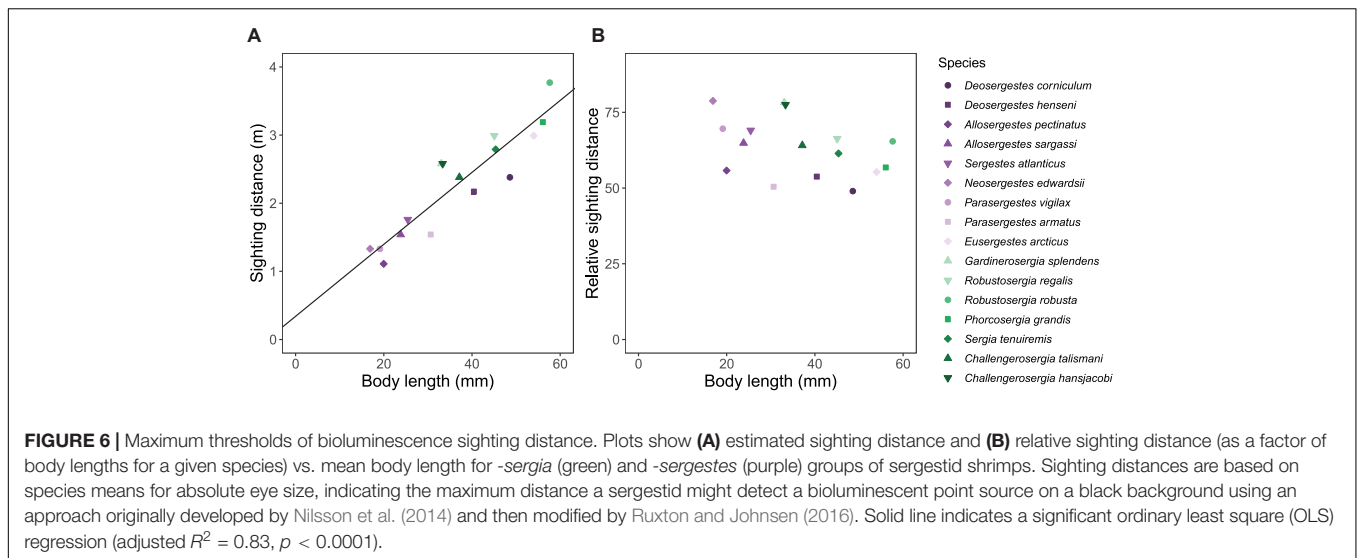 A
B
4
3
2
1
0
Sighting distance (m)
0 20 40 60
Body length (mm)
75
50
25
0
Relative sighting distance
0 20 40 60
Body length (mm)
Species
Deosergestes corniculum
Deosergestes henseni
Allosergestes pectinatus
Allosergestes sargassi
Sergestes atlanticus
Neosergestes edwardsii
Parasergestes vigilax
Parasergestes armatus
Eusergestes arcticus
Gardinerosergia splendens
Robustosergia regalis
Robustosergia robusta
Phorcosergia grandis
Sergia tenuiremis
Challengerosergia talismani
Challengerosergia hansjacobi
FIGURE 6 | Maximum thresholds of bioluminescence sighting distance. Plots show (A) estimated sighting distance and (B) relative sighting distance (as a factor of
body lengths for a given species) vs. mean body length for -sergia (green) and -sergestes (purple) groups of sergestid shrimps. Sighting distances are based on
species means for absolute eye size, indicating the maximum distance a sergestid might detect a bioluminescent point source on a black background using an
approach originally developed by Nilsson et al. (2014) and then modified by Ruxton and Johnsen (2016). Solid line indicates a significant ordinary least square (OLS)
regression (adjusted R² = 0.83, p < 0.0001).